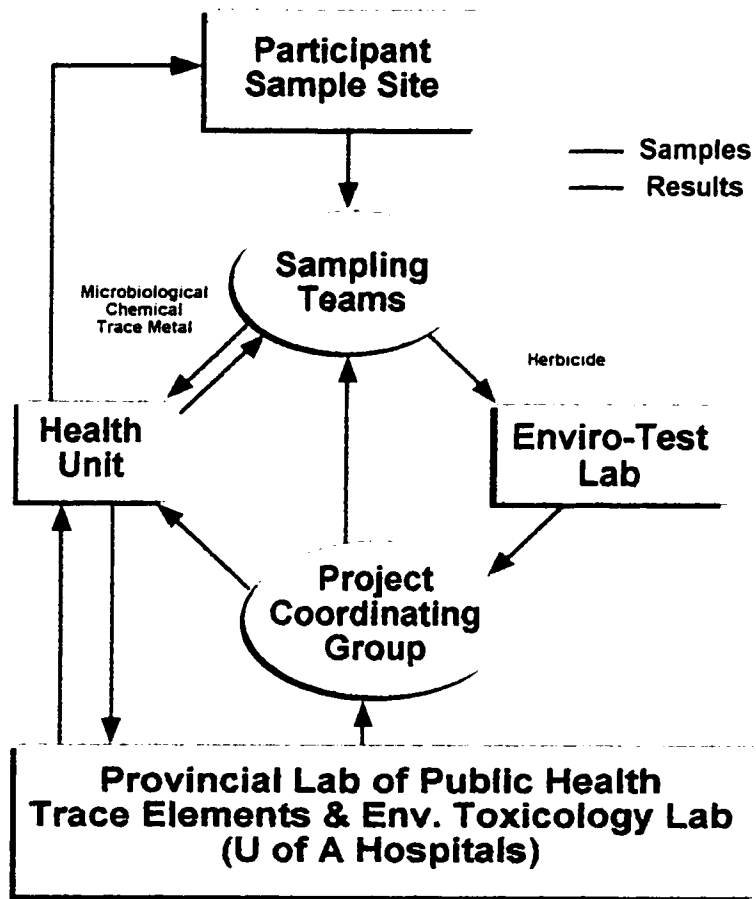 Participant
Sample Site
Samples
Results
Sampling
Teams
Microbiological
Chemical
Trace Metal
Herbicide
Health
Unit
Enviro-Test
Lab
Project
Coordinating
Group
Provincial Lab of Public Health
Trace Elements & Env. Toxicology Lab
(U of A Hospitals)